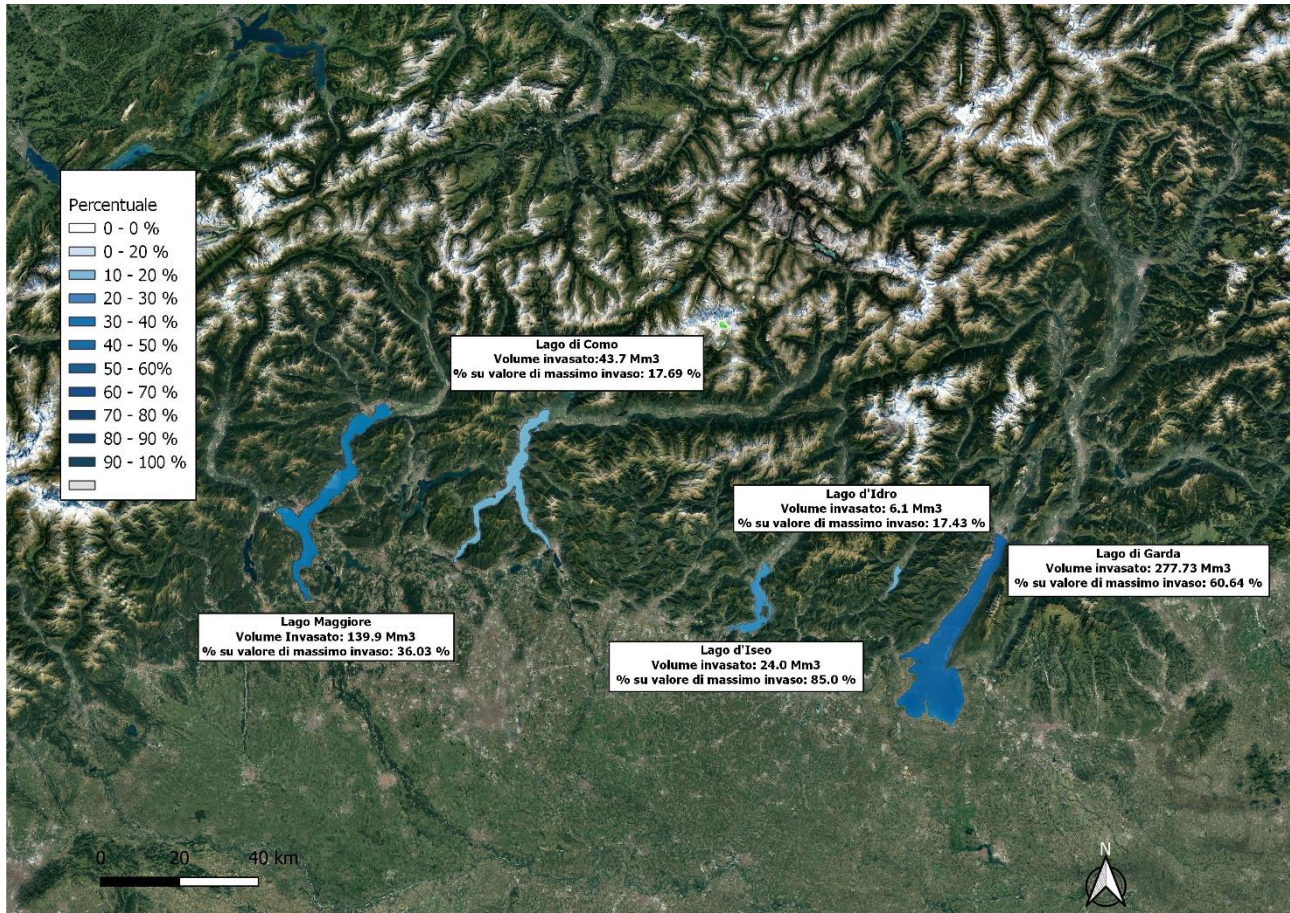 Percentuale
0 - 0 %
0 - 20 %
10 - 20 %
20 - 30 %
30 - 40 %
40 - 50 %
50 - 60%
60 - 70 %
70 - 80 %
80 - 90 %
90 - 100 %
Lago di Como
Volume invasato:43.7 Mm3
% su valore di massimo invaso: 17.69 %
Lago d'Idro
Volume invasato: 6.1 Mm3
% su valore di massimo invaso: 17.43 %
Lago di Garda
Volume invasato: 277.73 Mm3
% su valore di massimo invaso: 60.64 %
Lago Maggiore
Volume Invasato: 139.9 Mm3
% su valore di massimo invaso: 36.03 %
Lago d'Iseo
Volume invasato: 24.0 Mm3
% su valore di massimo invaso: 85.0 %
0 20 40 km
N